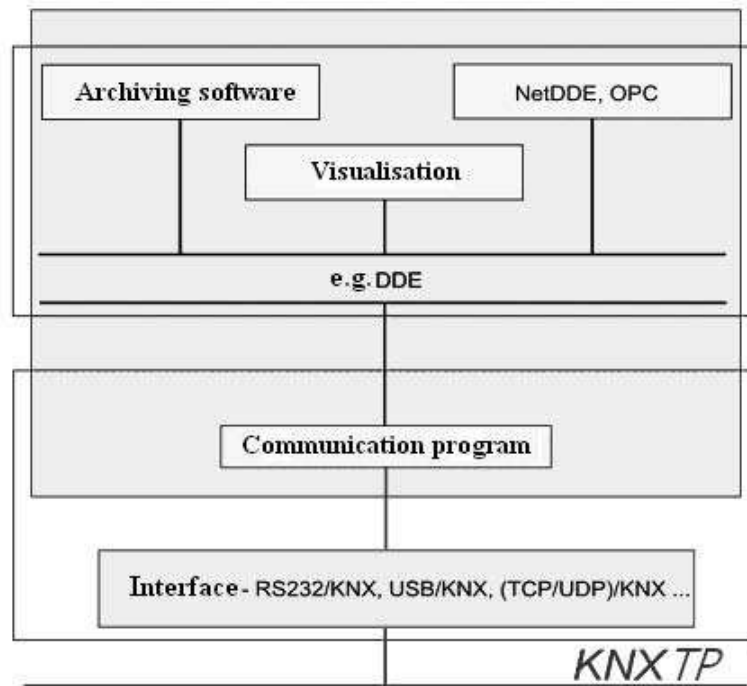 Archiving software
NetDDE, OPC
Visualisation
e.g. DDE
Communication program
Interface - RS232/KNX, USB/KNX, (TCP/UDP)/KNX ...
KNX TP